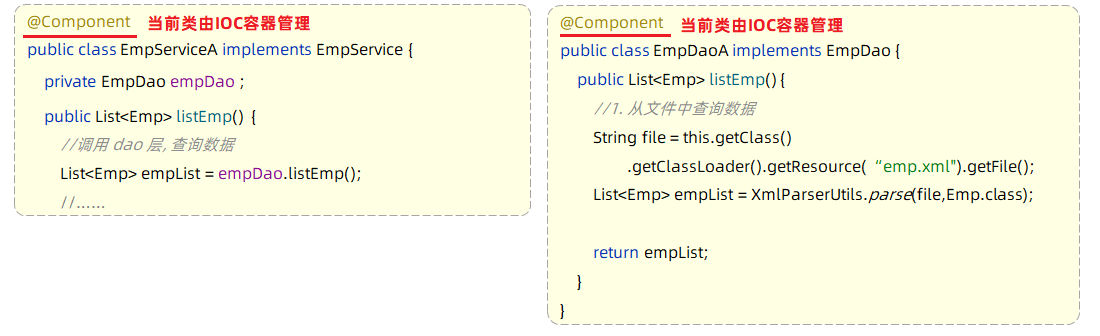 @Component 当前类由IOC容器管理
public class EmpServiceA implements EmpService {
private EmpDao empDao ;
public List<Emp> listEmp() {
//调用 dao 层, 查询数据
List<Emp> empList = empDao.listEmp();
//……
@Component 当前类由IOC容器管理
public class EmpDaoA implements EmpDao {
public List<Emp> listEmp() {
//1. 从文件中查询数据
String file = this.getClass()
.getClassLoader().getResource( “emp.xml").getFile();
List<Emp> empList = XmlParserUtils.parse(file,Emp.class);
return empList;
}
}